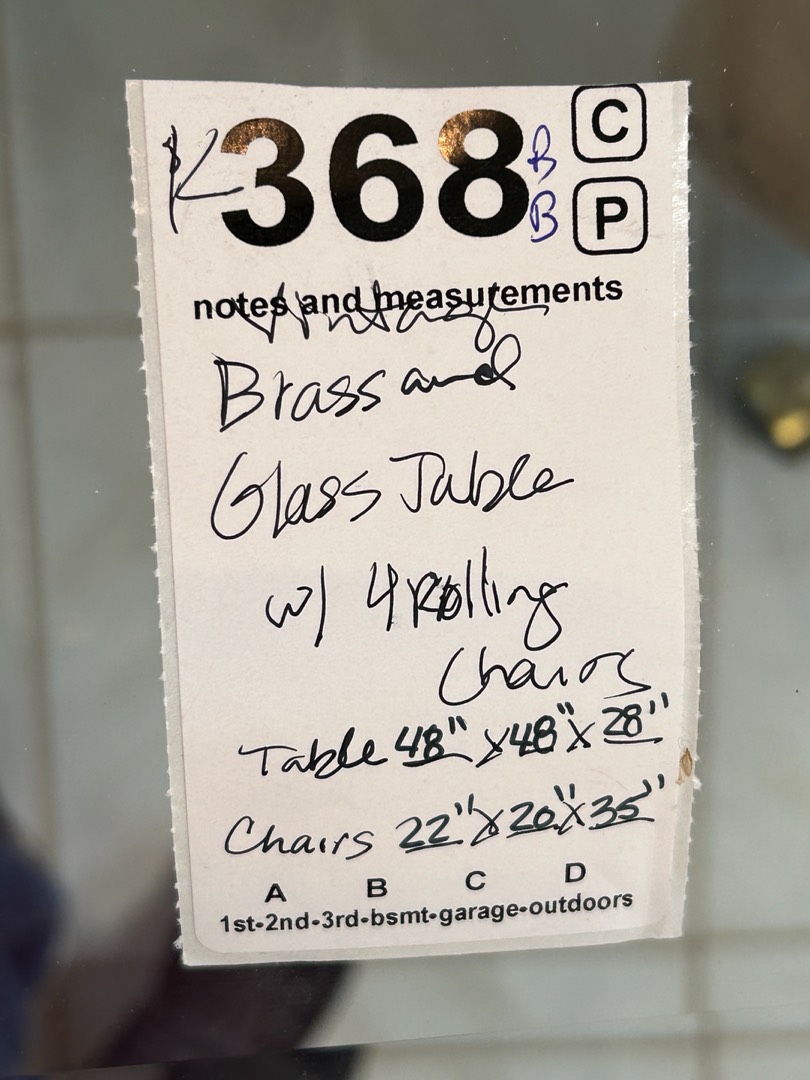 K368 B C
B P
notes and measurements
Vintage
Brass and
Glass Table
w/ 4 Rolling
Chairs
Table 48" x 48" x 28"
Chairs 22" x 20" x 35"
A B C D
1st-2nd-3rd-bsmt-garage-outdoors